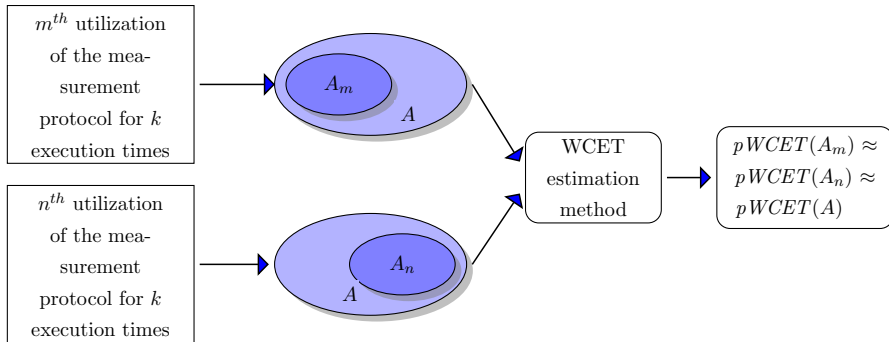 m^{th} utilization
of the mea-
surement
protocol for k
execution times
A_m
A
n^{th} utilization
of the mea-
surement
protocol for k
execution times
A_n
A
WCET
estimation
method
pWCET(A_m) ≈
pWCET(A_n) ≈
pWCET(A)